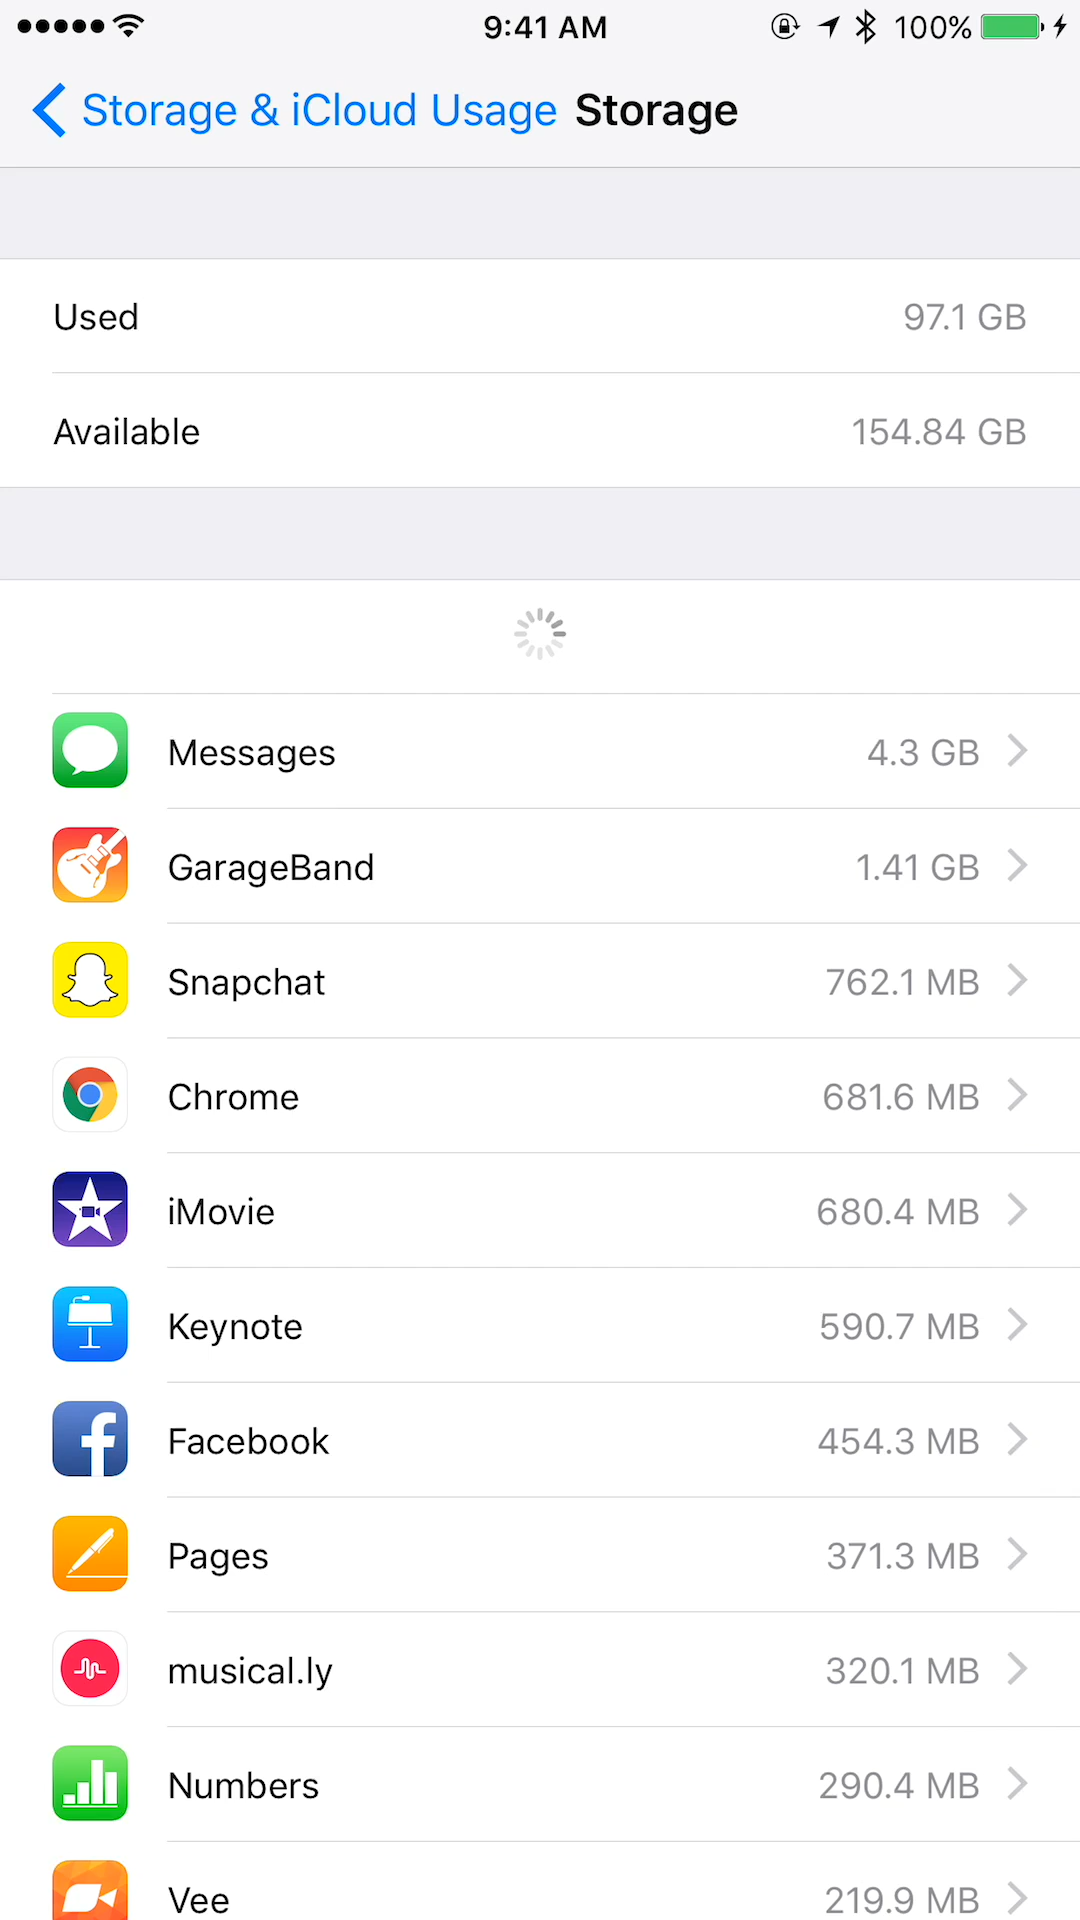 9:41 AM 100%
Storage & iCloud Usage Storage
Used 97.1 GB
Available 154.84 GB
Messages 4.3 GB
GarageBand 1.41 GB
Snapchat 762.1 MB
Chrome 681.6 MB
iMovie 680.4 MB
Keynote 590.7 MB
Facebook 454.3 MB
Pages 371.3 MB
musical.ly 320.1 MB
Numbers 290.4 MB
Vee 219.9 MB